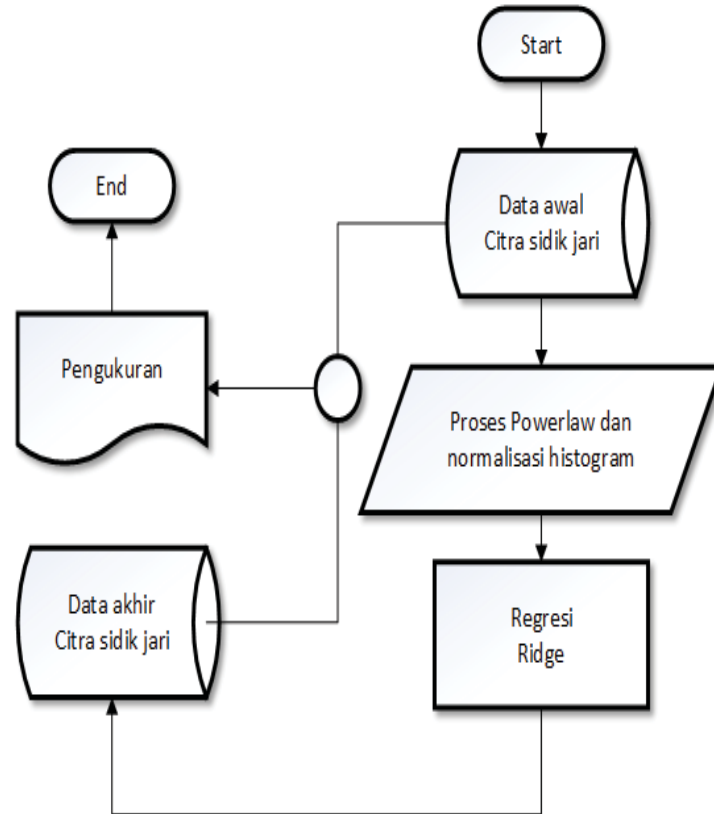 Start
Data awal
Citra sidik jari
Proses Powerlaw dan
normalisasi histogram
Regresi
Ridge
Data akhir
Citra sidik jari
Pengukuran
End